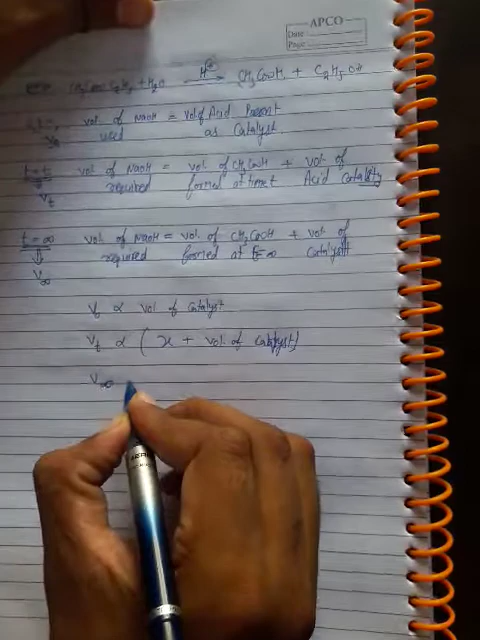 APCO
Date
Page
CH3COOC2H5 + H2O H⊕ → CH3COOH + C2H5OH
vol. of NaOH = vol of Acid Present
used as Catalyst.
t = t vol. of NaOH = vol. of CH3COOH + vol. of
required formed at time t Acid
Vt
t = ∞ vol. of NaOH = vol. of CH3COOH + vol. of
⇓ required formed at t=∞ Catalyst
V∞
V0 ∝ vol of Catalyst
Vt ∝ ( x + vol. of Catalyst)
V∞